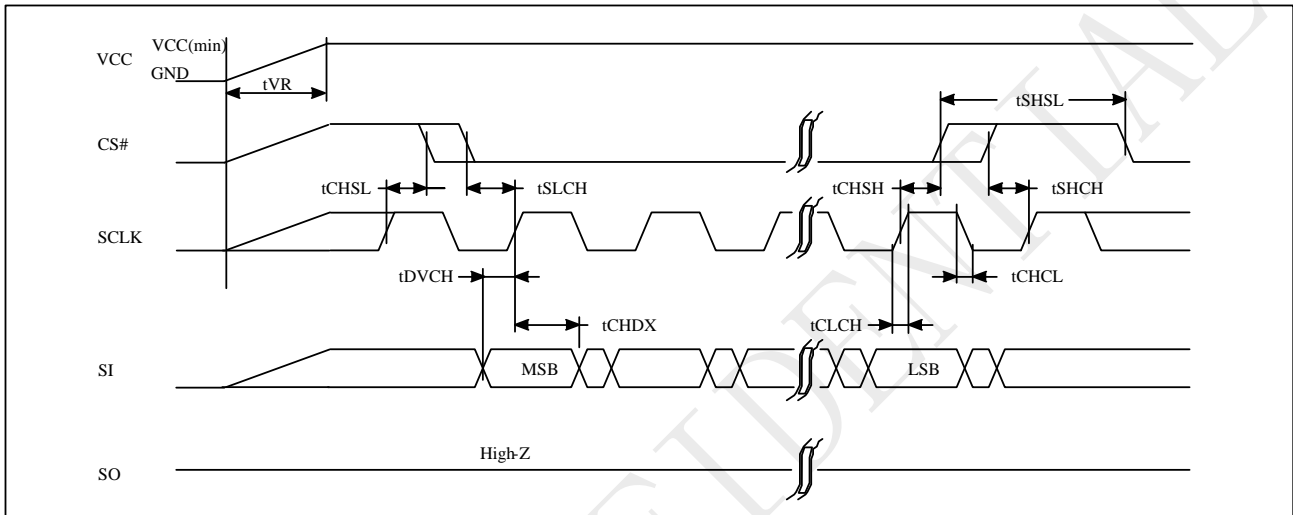 VCC(min)
VCC
GND
tVR
tSHSL
CS#
tCHSL
tSLCH
tCHSH
tSHCH
SCLK
tDVCH
tCHCL
tCHDX
tCLCH
SI
MSB
LSB
High-Z
SO